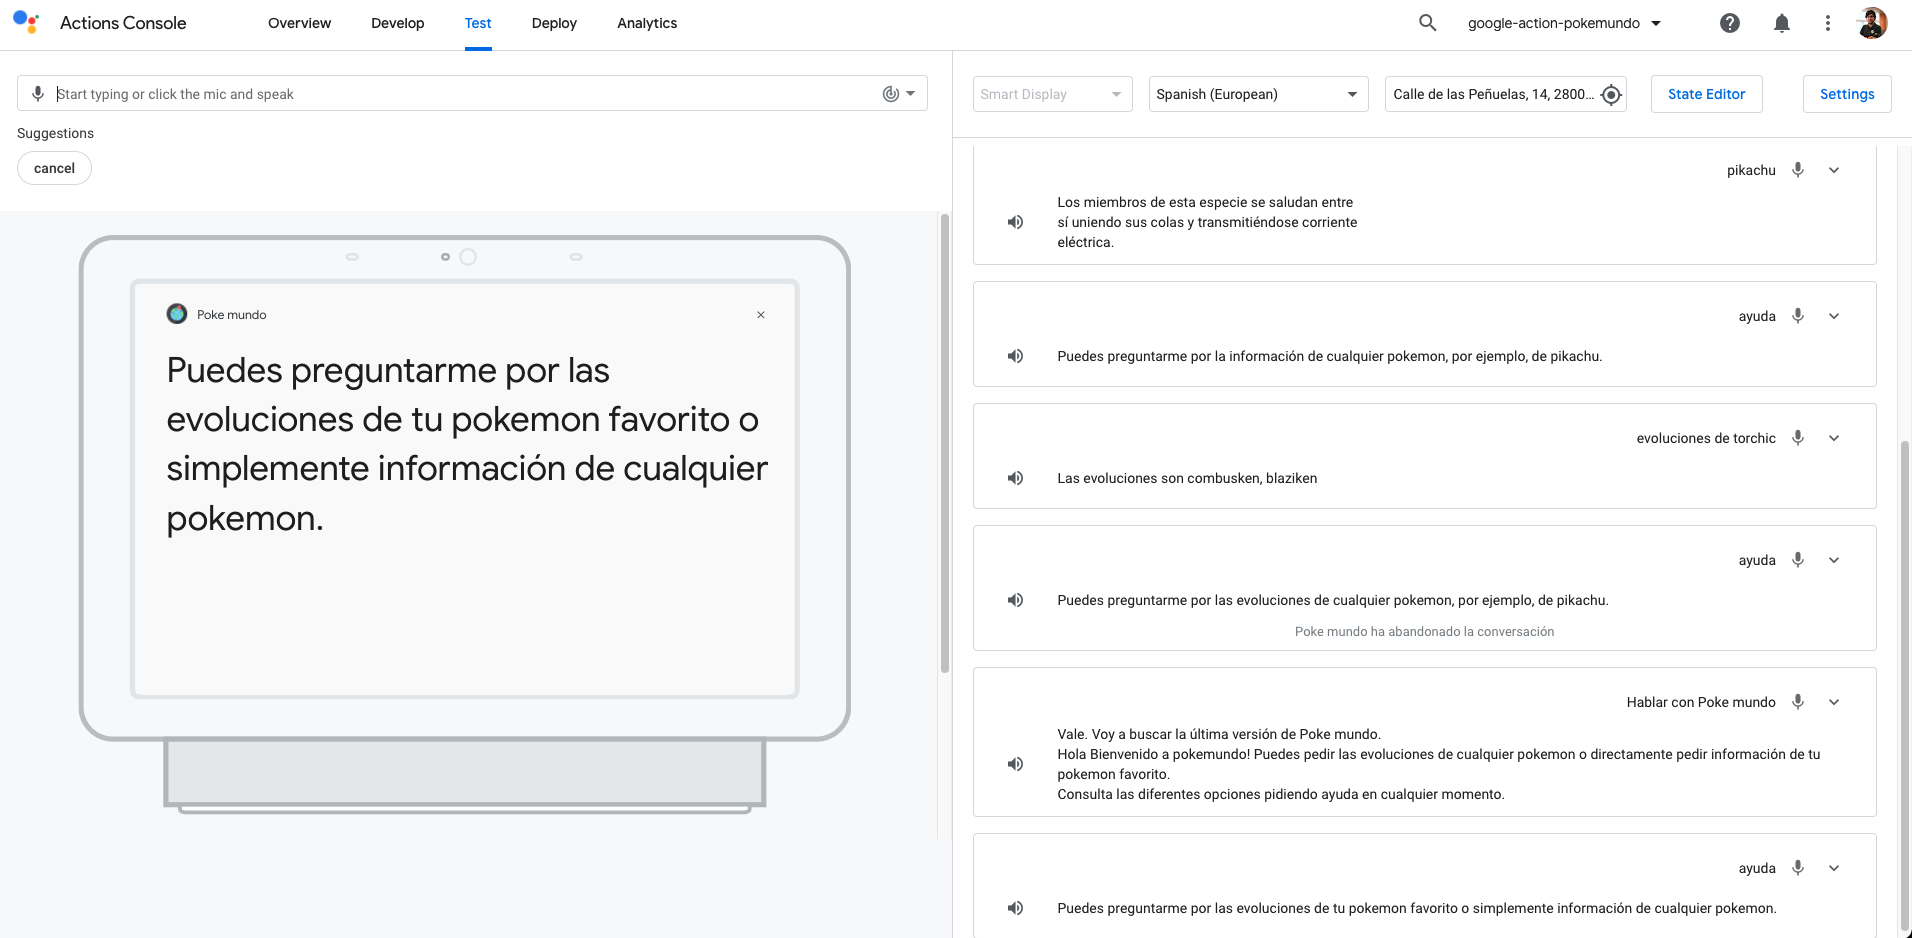 Actions Console
Overview
Develop
Test
Deploy
Analytics
google-action-pokemundo
Start typing or click the mic and speak
Suggestions
cancel
Poke mundo
Puedes preguntarme por las
evoluciones de tu pokemon favorito o
simplemente información de cualquier
pokemon.
Smart Display
Spanish (European)
Calle de las Peñuelas, 14, 2800...
State Editor
Settings
pikachu
Los miembros de esta especie se saludan entre
sí uniendo sus colas y transmitiéndose corriente
eléctrica.
ayuda
Puedes preguntarme por la información de cualquier pokemon, por ejemplo, de pikachu.
evoluciones de torchic
Las evoluciones son combusken, blaziken
ayuda
Puedes preguntarme por las evoluciones de cualquier pokemon, por ejemplo, de pikachu.
Poke mundo ha abandonado la conversación
Hablar con Poke mundo
Vale. Voy a buscar la última versión de Poke mundo.
Hola Bienvenido a pokemundo! Puedes pedir las evoluciones de cualquier pokemon o directamente pedir información de tu
pokemon favorito.
Consulta las diferentes opciones pidiendo ayuda en cualquier momento.
ayuda
Puedes preguntarme por las evoluciones de tu pokemon favorito o simplemente información de cualquier pokemon.